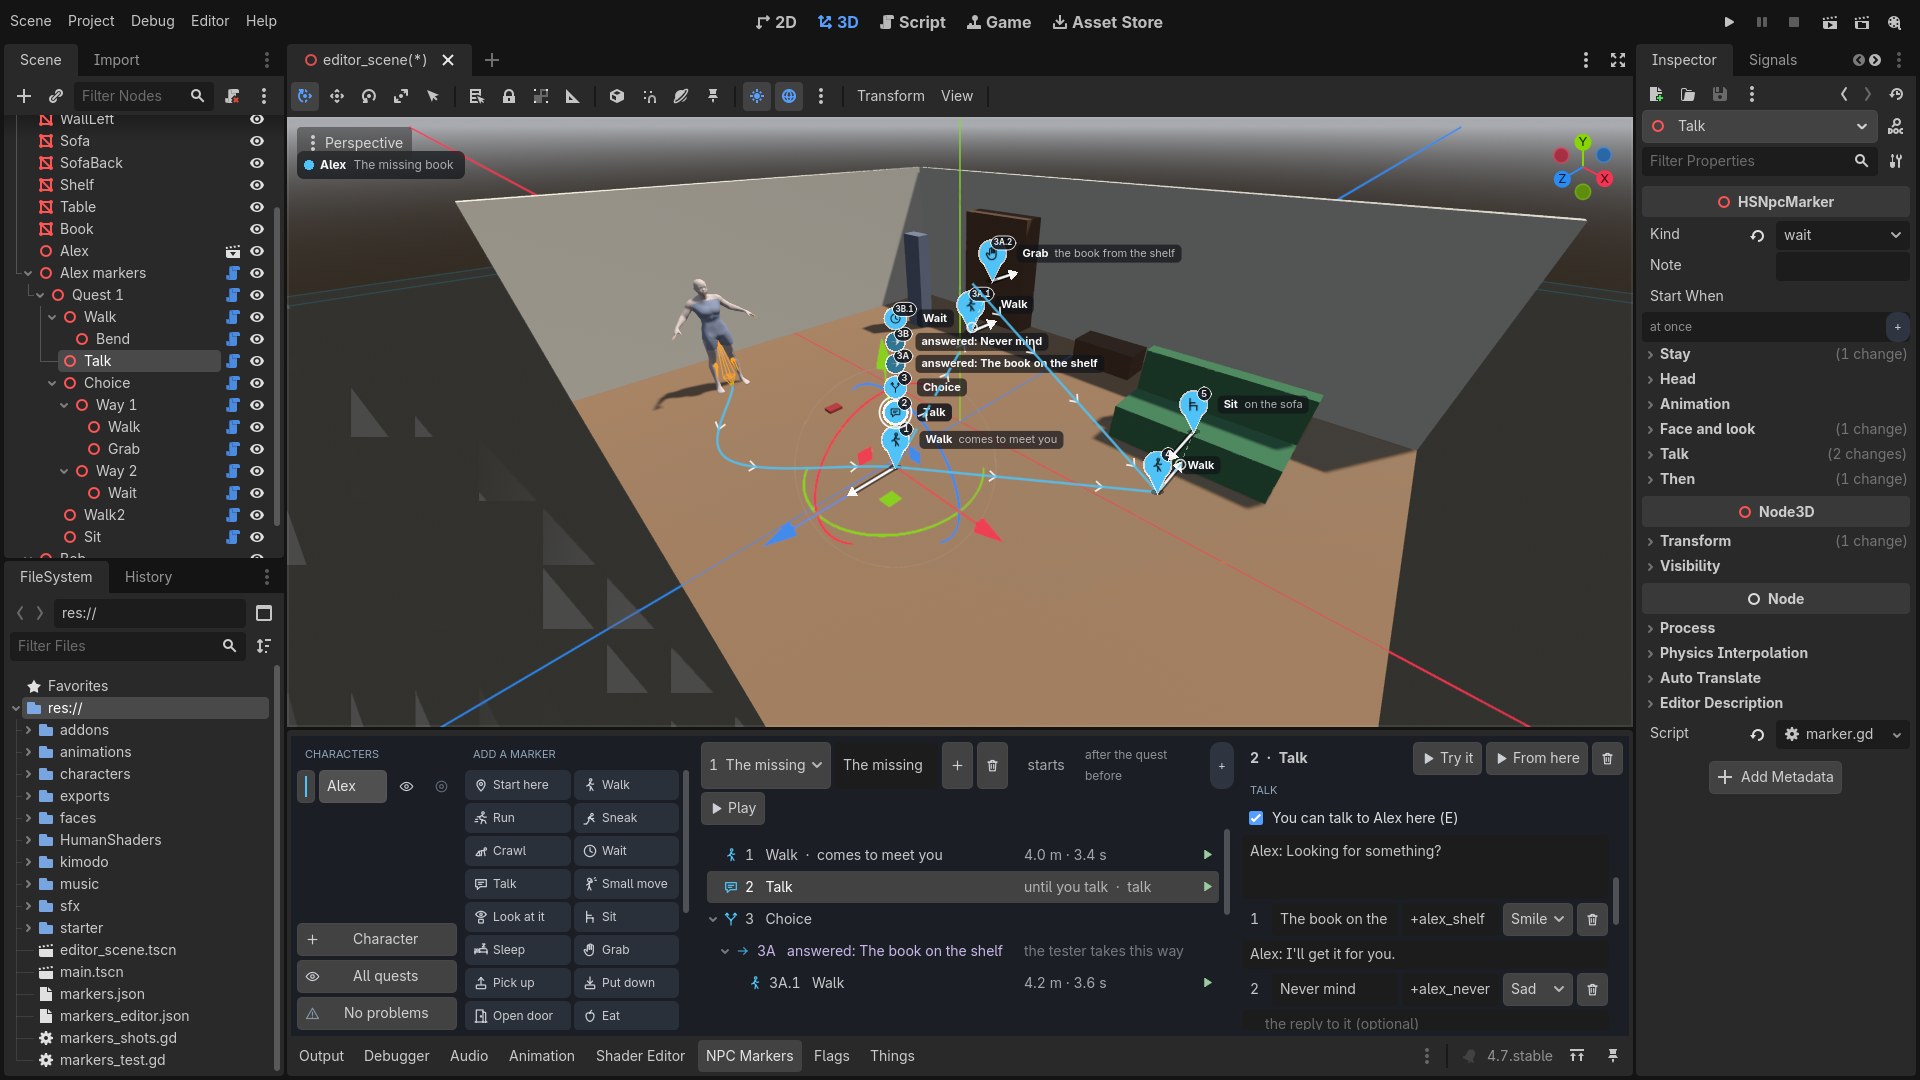 Scene Project Debug Editor Help
2D 3D Script Game Asset Store
Scene Import
Filter Nodes
WallLeft
Sofa
SofaBack
Shelf
Table
Book
Alex
Alex markers
Quest 1
Walk
Bend
Talk
Choice
Way 1
Walk
Grab
Way 2
Wait
Walk2
Sit
FileSystem History
res://
Filter Files
Favorites
res://
addons
animations
characters
exports
faces
HumanShaders
kimodo
music
sfx
starter
editor_scene.tscn
main.tscn
markers.json
markers_editor.json
markers_shots.gd
markers_test.gd
editor_scene(*)
Transform View
Perspective
Alex The missing book
Y
Z X
3A.2
Grab the book from the shelf
3A.1
Walk
3B.1
Wait
3B
answered: Never mind
3A
answered: The book on the shelf
3
Choice
2
Talk
1
Walk comes to meet you
5
Sit on the sofa
4
Walk
CHARACTERS
Alex
Character
All quests
No problems
ADD A MARKER
Start here Walk
Run Sneak
Crawl Wait
Talk Small move
Look at it Sit
Sleep Grab
Pick up Put down
Open door Eat
1 The missing The missing + starts after the quest before +
Play
1 Walk · comes to meet you 4.0 m · 3.4 s
2 Talk until you talk · talk
3 Choice
3A answered: The book on the shelf the tester takes this way
3A.1 Walk 4.2 m · 3.6 s
2 · Talk Try it From here
TALK
You can talk to Alex here (E)
Alex: Looking for something?
1 The book on the +alex_shelf Smile
Alex: I'll get it for you.
2 Never mind +alex_never Sad
the reply to it (optional)
Output Debugger Audio Animation Shader Editor NPC Markers Flags Things
4.7.stable
Inspector Signals
Talk
Filter Properties
HSNpcMarker
Kind wait
Note
Start When
at once +
Stay (1 change)
Head
Animation
Face and look (1 change)
Talk (2 changes)
Then (1 change)
Node3D
Transform (1 change)
Visibility
Node
Process
Physics Interpolation
Auto Translate
Editor Description
Script marker.gd
Add Metadata